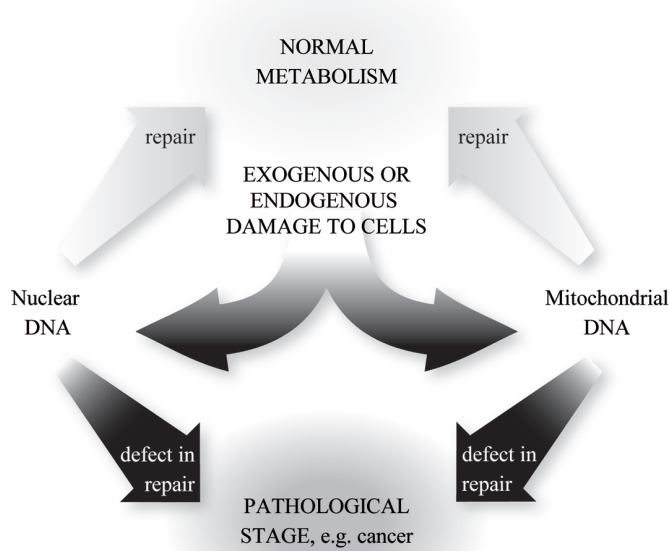 NORMAL
METABOLISM
repair
repair
EXOGENOUS OR
ENDOGENOUS
DAMAGE TO CELLS
Nuclear
DNA
Mitochondrial
DNA
defect in
repair
defect in
repair
PATHOLOGICAL
STAGE, e.g. cancer